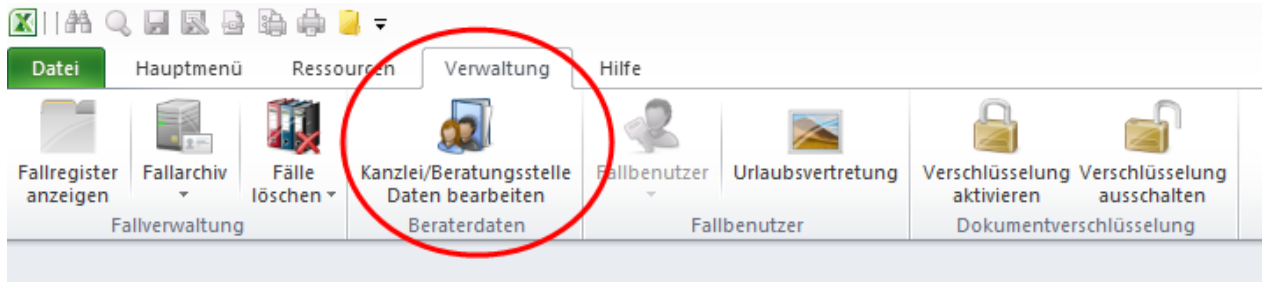 Datei Hauptmenü Ressourcen Verwaltung Hilfe
Fallregister anzeigen
Fallarchiv
Fälle löschen
Kanzlei/Beratungsstelle Daten bearbeiten
Fallbenutzer
Urlaubsvertretung
Verschlüsselung aktivieren
Verschlüsselung ausschalten
Fallverwaltung Beraterdaten Fallbenutzer Dokumentverschlüsselung